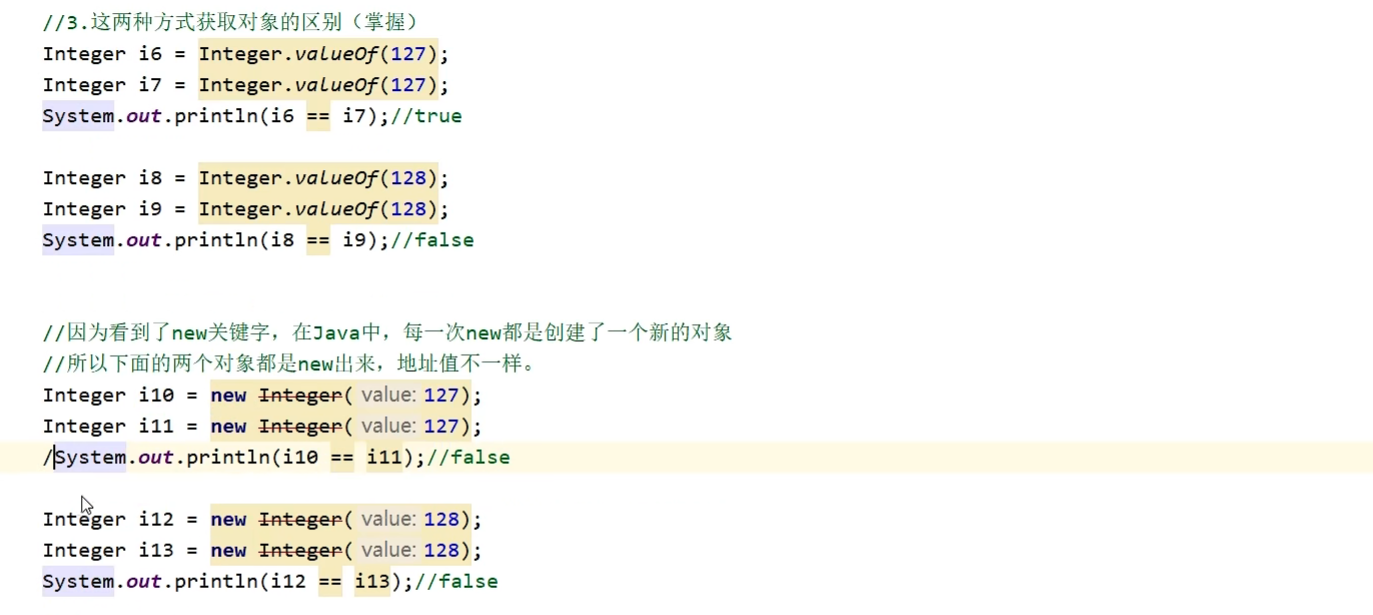 //3.这两种方式获取对象的区别（掌握）
Integer i6 = Integer.valueOf(127);
Integer i7 = Integer.valueOf(127);
System.out.println(i6 == i7);//true
Integer i8 = Integer.valueOf(128);
Integer i9 = Integer.valueOf(128);
System.out.println(i8 == i9);//false
//因为看到了new关键字，在Java中，每一次new都是创建了一个新的对象
//所以下面的两个对象都是new出来，地址值不一样。
Integer i10 = new Integer( value: 127);
Integer i11 = new Integer( value: 127);
/System.out.println(i10 == i11);//false
Integer i12 = new Integer( value: 128);
Integer i13 = new Integer( value: 128);
System.out.println(i12 == i13);//false